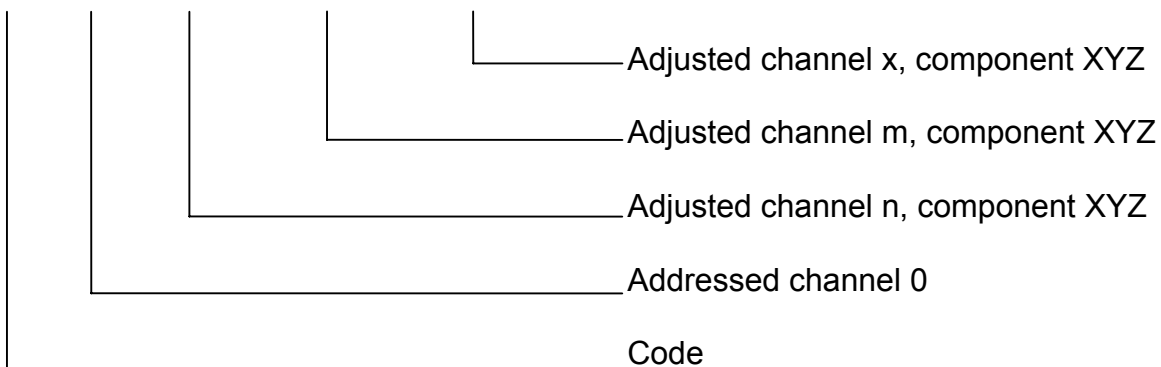 Adjusted channel x, component XYZ
Adjusted channel m, component XYZ
Adjusted channel n, component XYZ
Addressed channel 0
Code